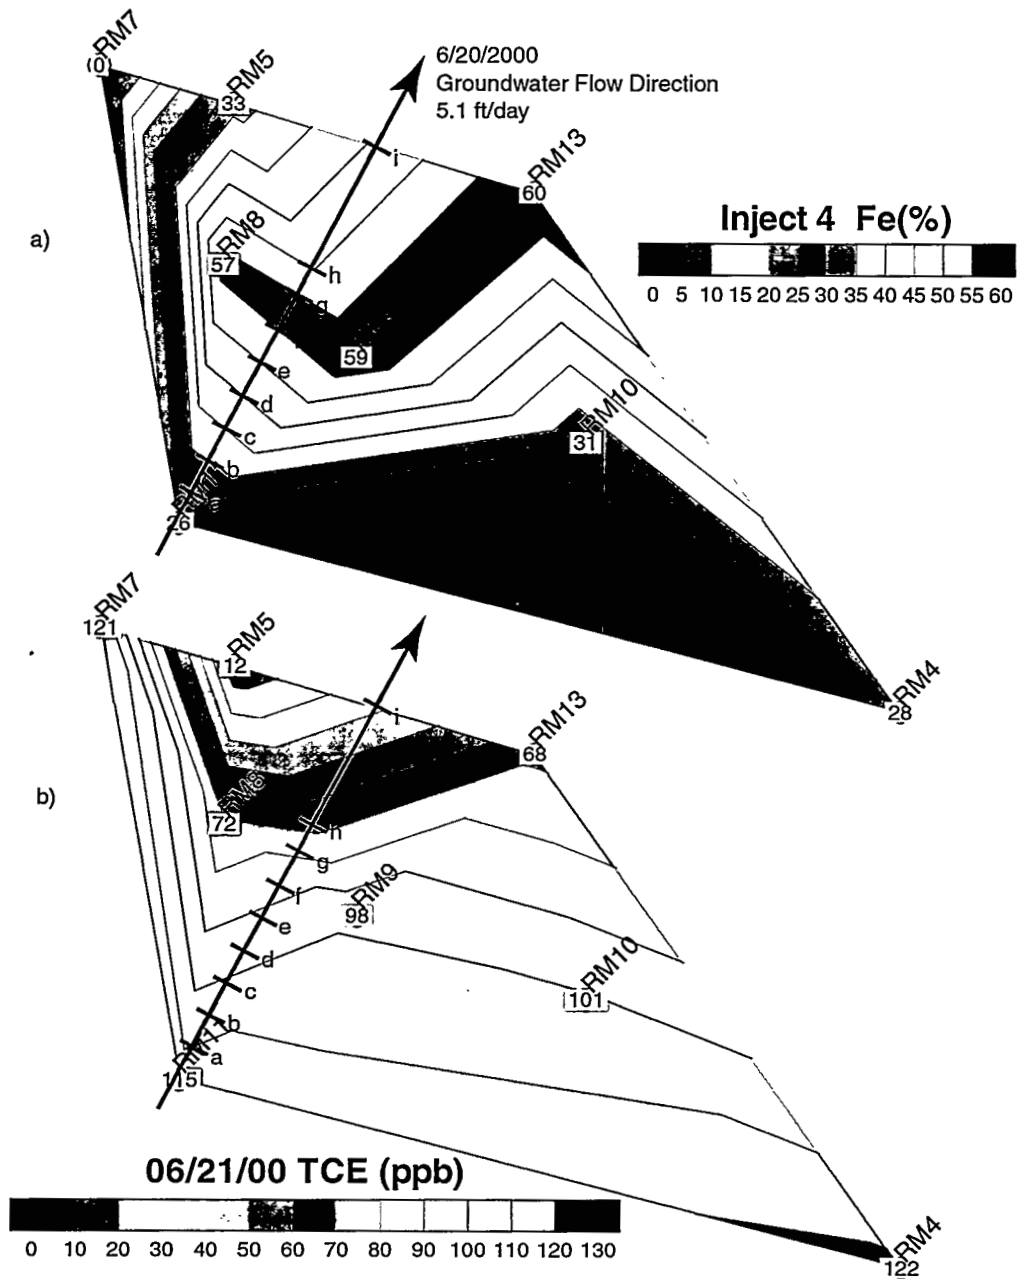 RM7
(0)
RM5
33
6/20/2000
Groundwater Flow Direction
5.1 ft/day
i
RM13
60
a)
Inject 4 Fe(%)
0 5 10 15 20 25 30 35 40 45 50 55 60
RM8
57
h
g
59
e
d
RM10
31
c
b
a
26
RM4
28
RM7
121
RM5
12
i
RM13
68
b)
RM8
72
h
g
f
RM9
98
e
d
RM10
101
c
b
a
RM11
115
06/21/00 TCE (ppb)
0 10 20 30 40 50 60 70 80 90 100 110 120 130
RM4
122